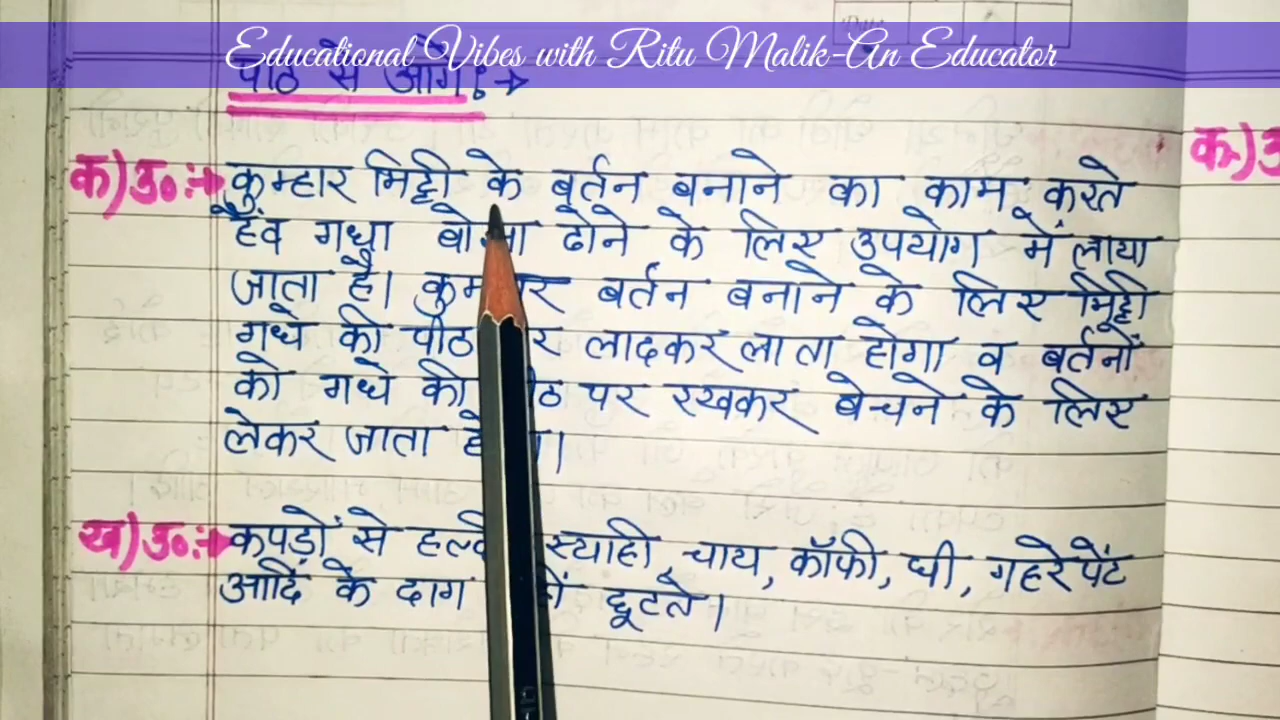 Educational Vibes with Ritu Malik-An Educator
पाठ से आगे :→
क) उ०:→ कुम्हार मिट्टी के बर्तन बनाने का काम करते
हैं व गधा ढोने के लिए उपयोग में लाया
जाता है। बर्तन बनाने के लिए मिट्टी
गधे की लादकर लाता होगा व बर्तनों
को गधे की पर रखकर बेचने के लिए
लेकर जाता
ख) उ०:→ कपड़ों से स्याही, चाय, कॉफी, घी, गहरे पेंट
आदि के दाग छूटते।
क) उ